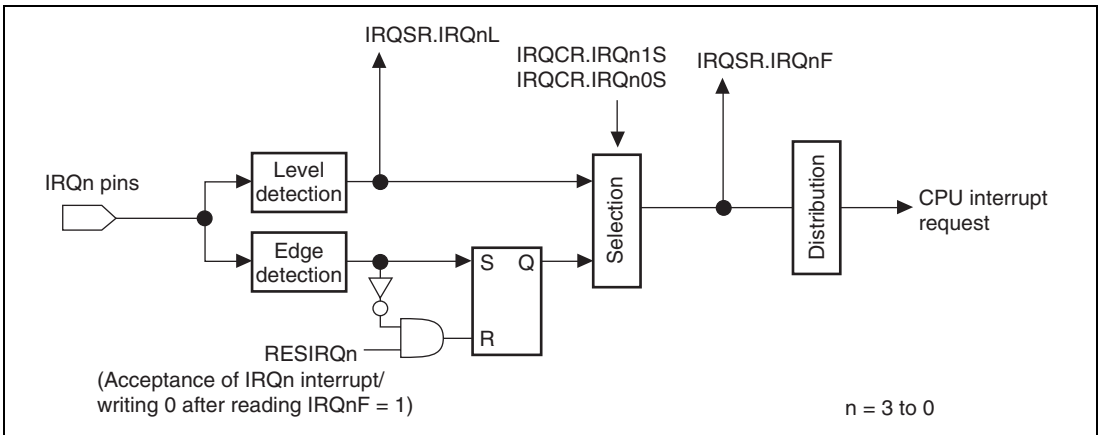 IRQSR.IRQnL
IRQCR.IRQn1S
IRQCR.IRQn0S
IRQSR.IRQnF
IRQn pins
Level
detection
Edge
detection
S Q
R
Selection
Distribution
CPU interrupt
request
RESIRQn
(Acceptance of IRQn interrupt/
writing 0 after reading IRQnF = 1)
n = 3 to 0